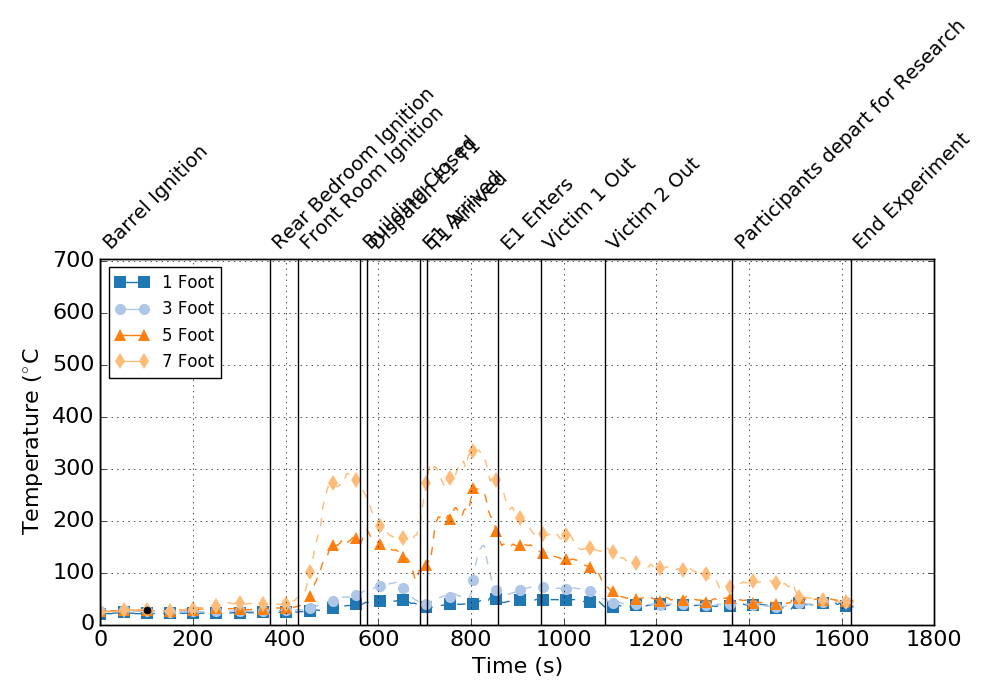 Barrel Ignition
Rear Bedroom Ignition
Front Room Ignition
Building Closed
Dispatch E1 T1
E1 Arrived
T1 Arrived
E1 Enters
Victim 1 Out
Victim 2 Out
Participants depart for Research
End Experiment
700
600
500
400
300
200
100
0
Temperature (°C
1 Foot
3 Foot
5 Foot
7 Foot
0 200 400 600 800 1000 1200 1400 1600 1800
Time (s)